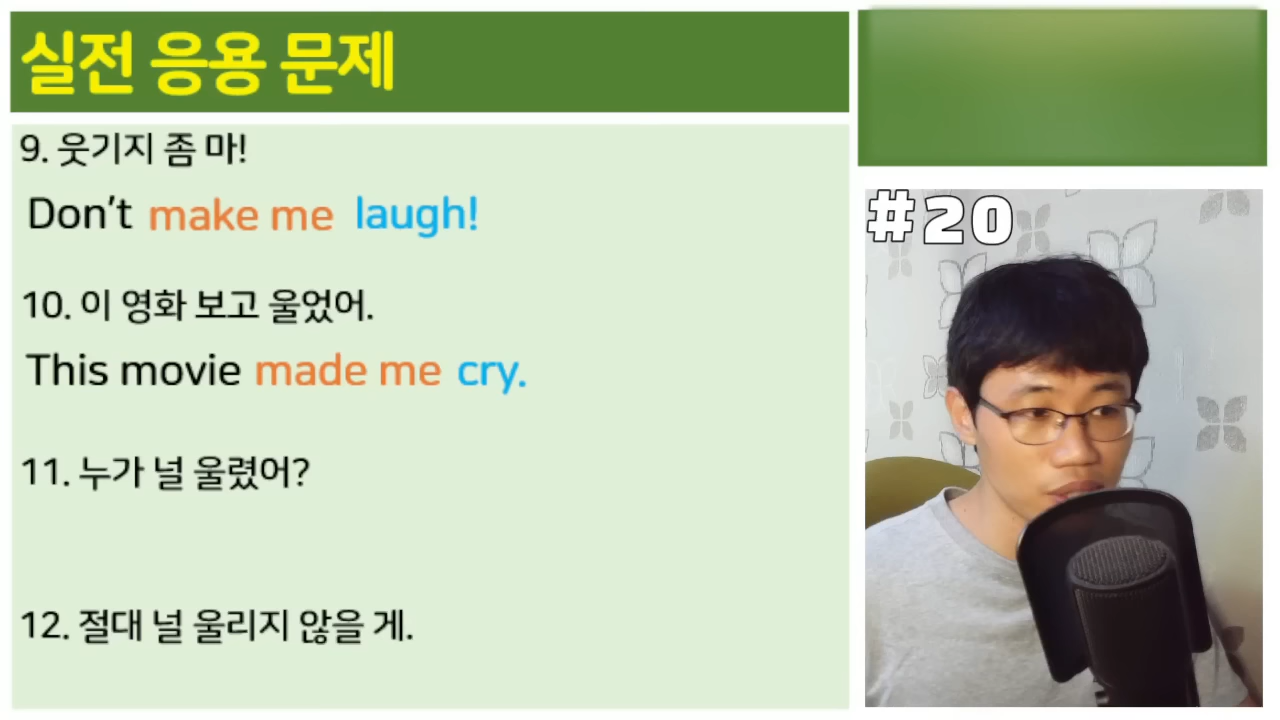 실전 응용 문제
9. 웃기지 좀 마!
Don't make me laugh!
10. 이 영화 보고 울었어.
This movie made me cry.
11. 누가 널 울렸어?
12. 절대 널 울리지 않을 게.
#20